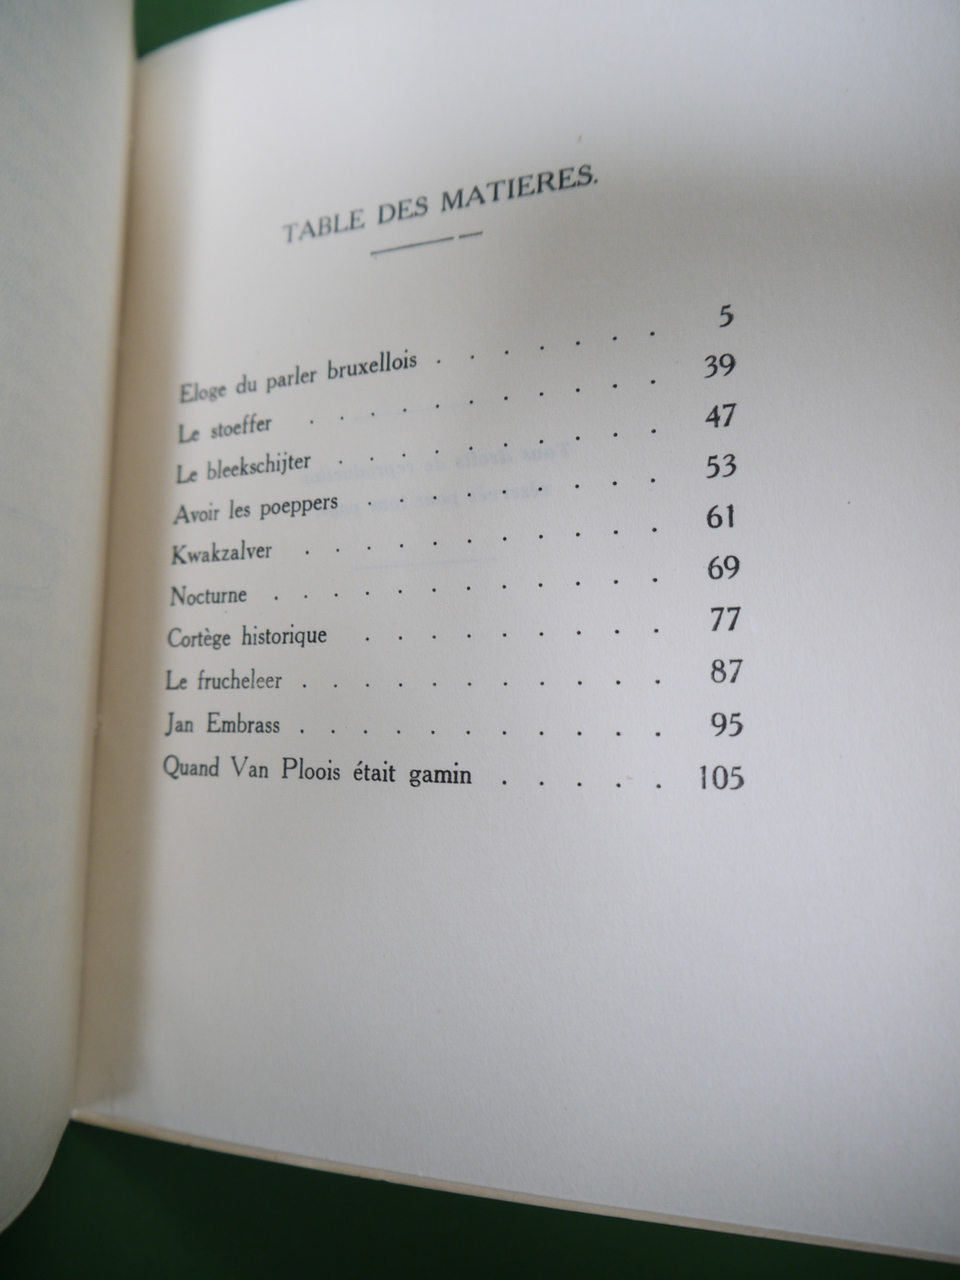 TABLE DES MATIERES.
Eloge du parler bruxellois . . . . . . . 5
Le stoeffer . . . . . . . . . . . 39
Le bleekschijter . . . . . . . . . . 47
Avoir les poeppers . . . . . . . . . 53
Kwakzalver . . . . . . . . . . . 61
Nocturne . . . . . . . . . . . . 69
Cortège historique . . . . . . . . . 77
Le frucheleer . . . . . . . . . . . . 87
Jan Embrass . . . . . . . . . . . . 95
Quand Van Ploois était gamin . . . . . 105